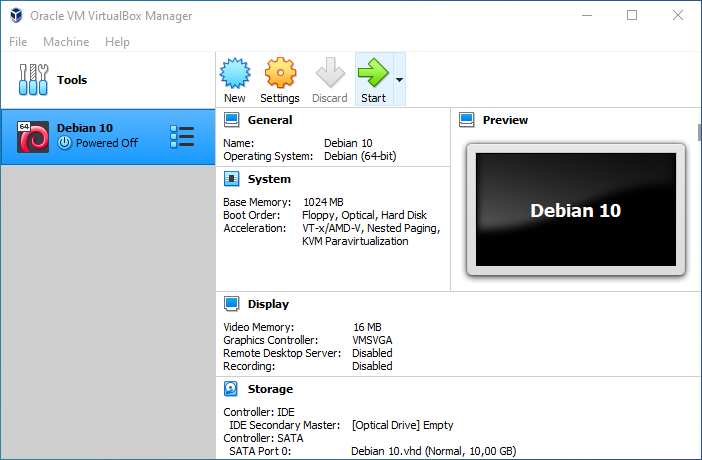 Oracle VM VirtualBox Manager
File Machine Help
Tools
New Settings Discard Start
64
Debian 10
Powered Off
General
Name: Debian 10
Operating System: Debian (64-bit)
Preview
Debian 10
System
Base Memory: 1024 MB
Boot Order: Floppy, Optical, Hard Disk
Acceleration: VT-x/AMD-V, Nested Paging,
KVM Paravirtualization
Display
Video Memory: 16 MB
Graphics Controller: VMSVGA
Remote Desktop Server: Disabled
Recording: Disabled
Storage
Controller: IDE
IDE Secondary Master: [Optical Drive] Empty
Controller: SATA
SATA Port 0: Debian 10.vhd (Normal, 10,00 GB)